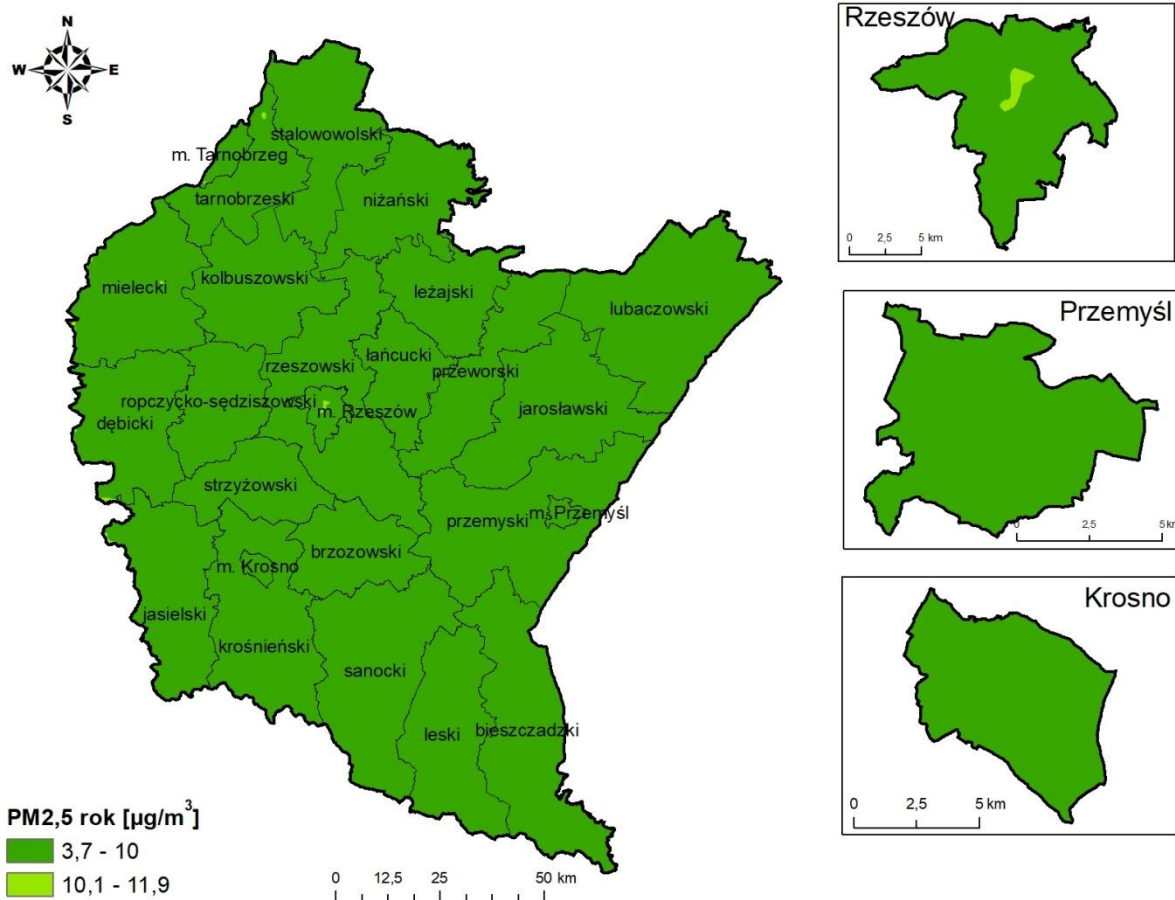 N
W E
S
stalowowolski
m. Tarnobrzeg
tarnobrzeski
niżański
mielecki
kolbuszowski
leżajski
lubaczowski
rzeszowski
łańcucki
przeworski
ropczycko-sędziszowski
m. Rzeszów
jarosławski
dębicki
strzyżowski
przemyski
m. Przemyśl
brzozowski
m. Krosno
jasielski
krośnieński
sanocki
leski
bieszczadzki
PM2,5 rok [µg/m³]
3,7 - 10
10,1 - 11,9
0 12,5 25 50 km
Rzeszów
0 2,5 5 km
Przemyśl
0 2,5 5 km
Krosno
0 2,5 5 km